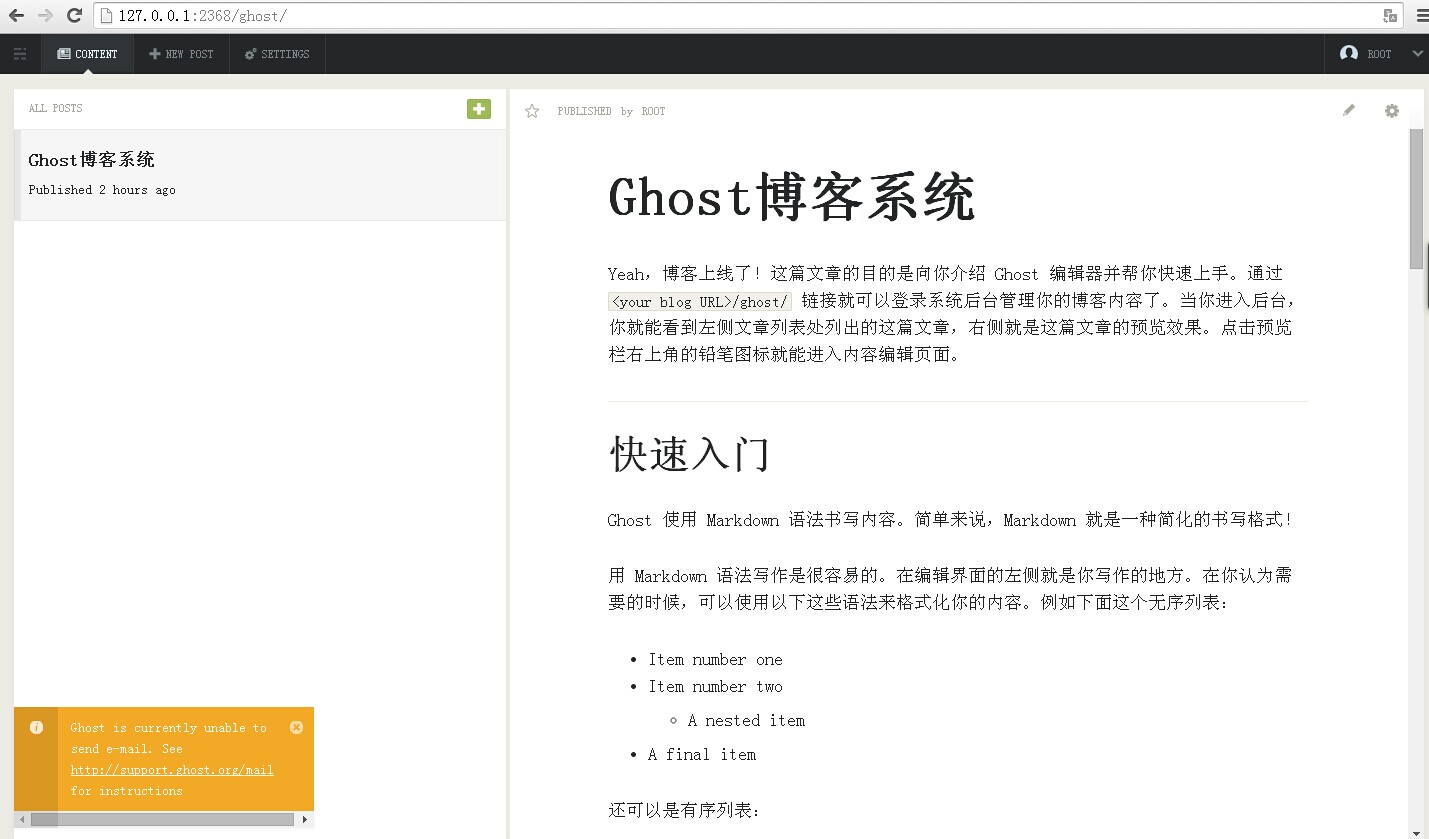 127.0.0.1:2368/ghost/
CONTENT
NEW POST
SETTINGS
ROOT
ALL POSTS
Ghost博客系统
Published 2 hours ago
Ghost is currently unable to
send e-mail. See
http://support.ghost.org/mail
for instructions
PUBLISHED by ROOT
Ghost博客系统
Yeah，博客上线了！这篇文章的目的是向你介绍 Ghost 编辑器并帮你快速上手。通过
<your blog URL>/ghost/ 链接就可以登录系统后台管理你的博客内容了。当你进入后台，
你就能看到左侧文章列表处列出的这篇文章，右侧就是这篇文章的预览效果。点击预览
栏右上角的铅笔图标就能进入内容编辑页面。
快速入门
Ghost 使用 Markdown 语法书写内容。简单来说，Markdown 就是一种简化的书写格式！
用 Markdown 语法写作是很容易的。在编辑界面的左侧就是你写作的地方。在你认为需
要的时候，可以使用以下这些语法来格式化你的内容。例如下面这个无序列表：
Item number one
Item number two
A nested item
A final item
还可以是有序列表：